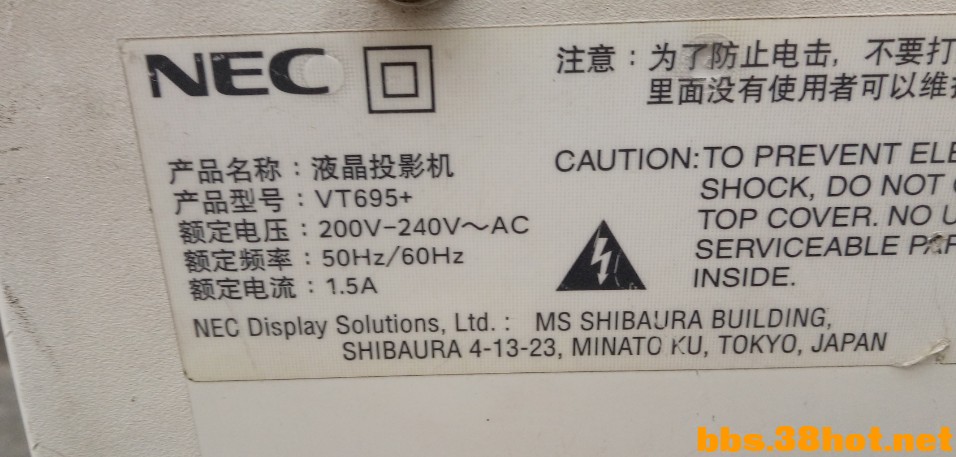 NEC
注意：为了防止电击，不要打
里面没有使用者可以维
产品名称：液晶投影机
产品型号：VT695+
额定电压：200V-240V～AC
额定频率：50Hz/60Hz
额定电流：1.5A
CAUTION:TO PREVENT ELE
SHOCK, DO NOT
TOP COVER. NO U
SERVICEABLE PAR
INSIDE.
NEC Display Solutions, Ltd.: MS SHIBAURA BUILDING,
SHIBAURA 4-13-23, MINATO KU, TOKYO, JAPAN
bbs.38hot.net